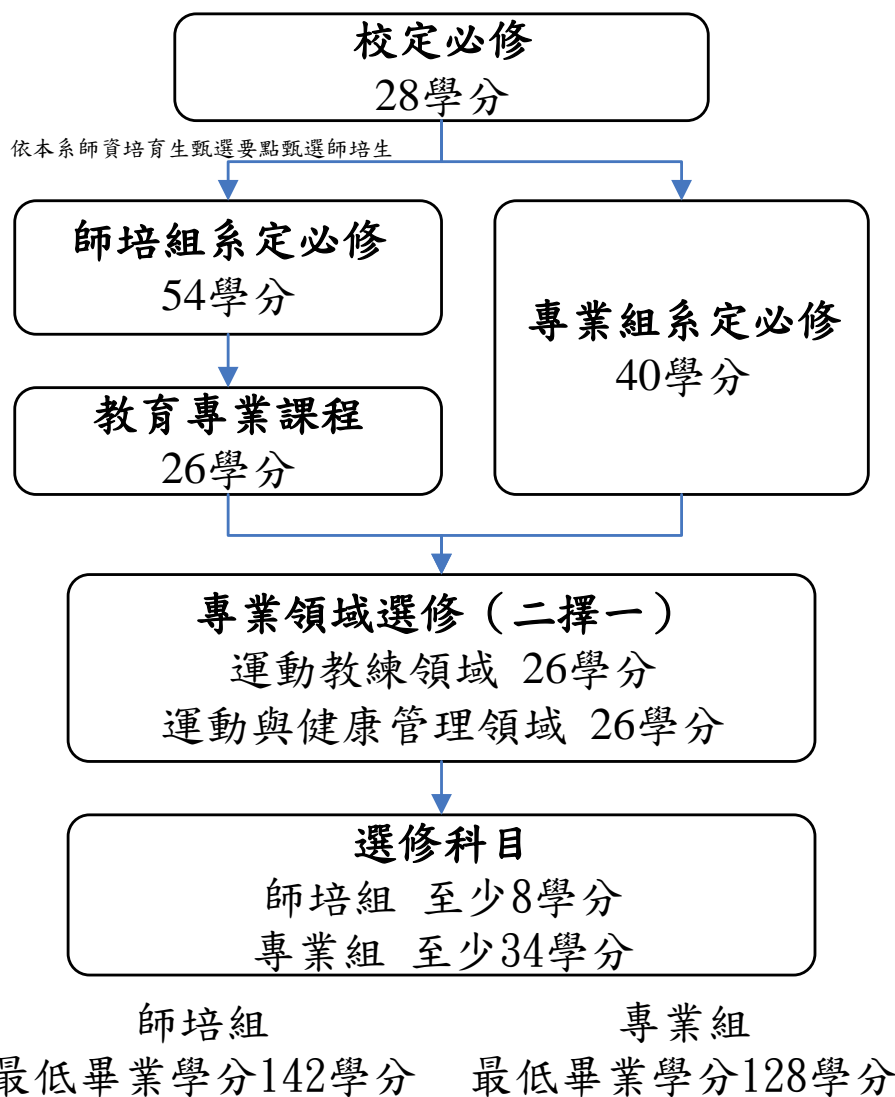 校定必修
28學分
依本系師資培育生甄選要點甄選師培生
師培組系定必修
54學分
教育專業課程
26學分
專業組系定必修
40學分
專業領域選修（二擇一）
運動教練領域 26學分
運動與健康管理領域 26學分
選修科目
師培組 至少8學分
專業組 至少34學分
師培組
最低畢業學分142學分
專業組
最低畢業學分128學分